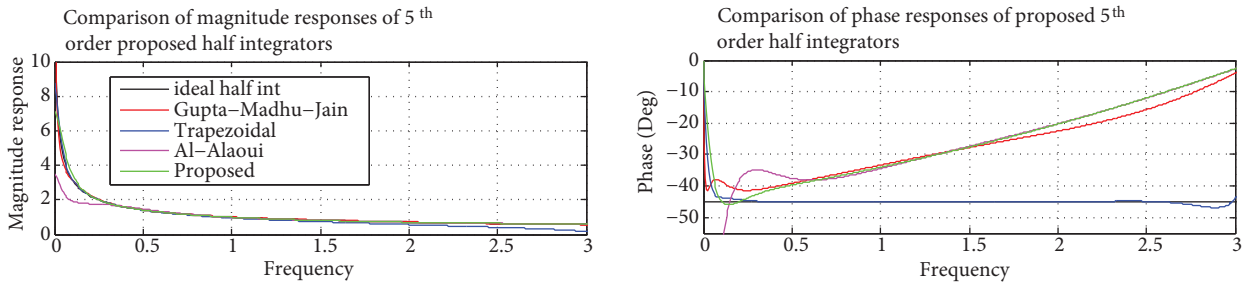 Comparison of magnitude responses of 5 th
order proposed half integrators
Magnitude response
10
8
6
4
2
0
ideal half int
Gupta−Madhu−Jain
Trapezoidal
Al−Alaoui
Proposed
0
0.5
1
1.5
2
2.5
3
Frequency
Comparison of phase responses of proposed 5th
order half integrators
Phase (Deg)
0
−10
−20
−30
−40
−50
0
0.5
1
1.5
2
2.5
3
Frequency